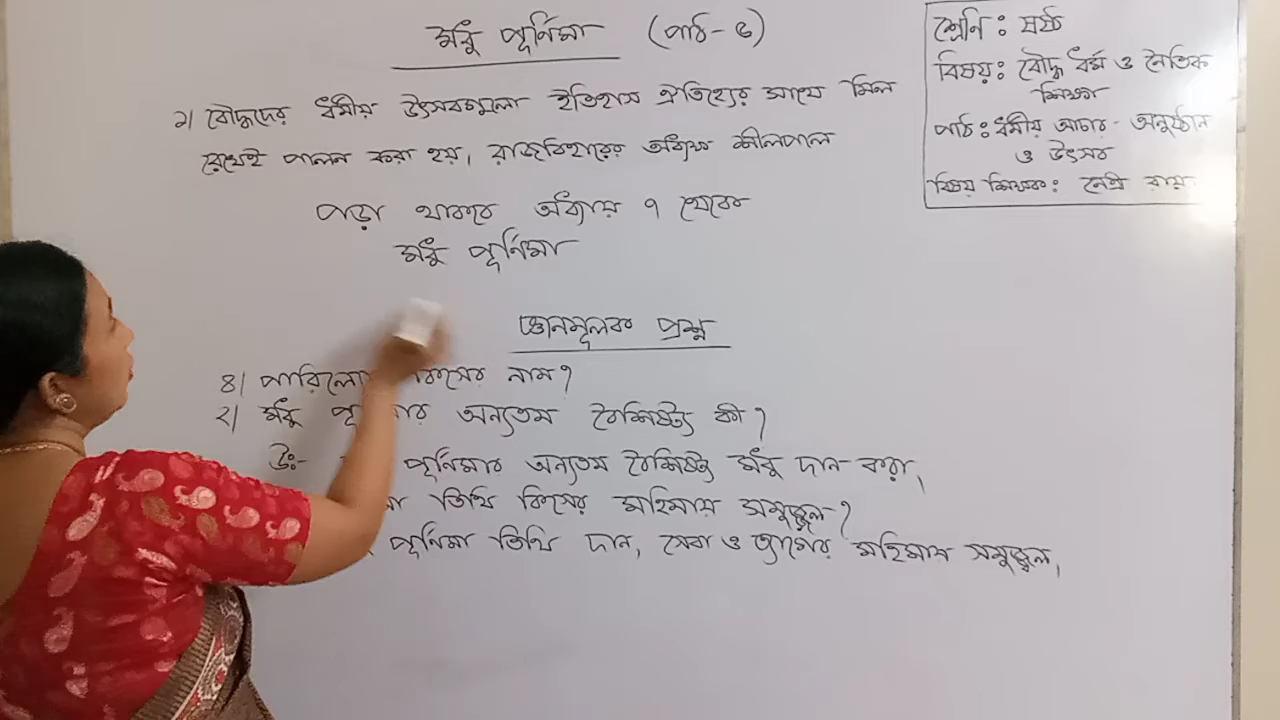 মধু পূর্ণিমা (পাঠ-৬)
শ্রেনি : ষষ্ঠ
বিষয়: বৌদ্ধ ধর্ম ও নৈতিক
শিক্ষা
পাঠ: ধর্মীয় আচার-অনুষ্ঠান
ও উৎসব
বিষয় শিক্ষক: রায়
১/ বৌদ্ধদের ধর্মীয় উৎসবগুলো ইতিহাস ঐতিহ্যের সাথে মিল
রেখেই পালন করা হয়। রাজবিহারের অধ্যক্ষ শীলপাল
পড়া থাকবে অধ্যায় ৭ থেকে
মধু পূর্ণিমা
জ্ঞানমূলক প্রশ্ন
৪/ কিসের নাম?
২/ মধু অন্যতম বৈশিষ্ট্য কী?
উঃ- পূর্ণিমার অন্যতম বৈশিষ্ট্য মধু দান করা।
তিথি কিসের মহিমায় সমুজ্জ্বল?
পূর্ণিমা তিথি দান, সেবা ও ত্যাগের মহিমায় সমুজ্জ্বল।